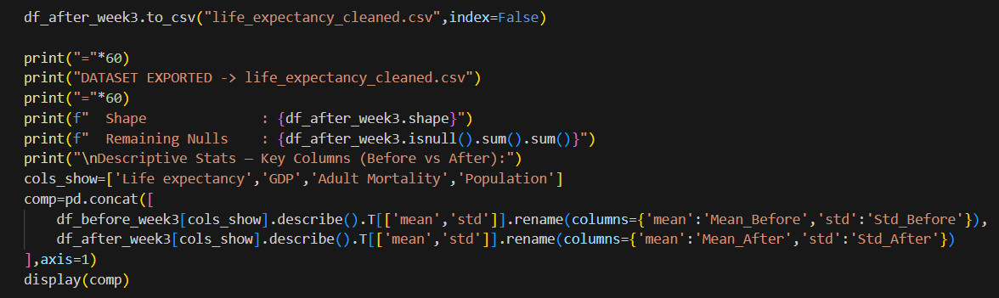 df_after_week3.to_csv("life_expectancy_cleaned.csv",index=False)

print("="*60)
print("DATASET EXPORTED -> life_expectancy_cleaned.csv")
print("="*60)
print(f"  Shape              : {df_after_week3.shape}")
print(f"  Remaining Nulls    : {df_after_week3.isnull().sum().sum()}")
print("\nDescriptive Stats — Key Columns (Before vs After):")
cols_show=['Life expectancy','GDP','Adult Mortality','Population']
comp=pd.concat([
    df_before_week3[cols_show].describe().T[['mean','std']].rename(columns={'mean':'Mean_Before','std':'Std_Before'}),
    df_after_week3[cols_show].describe().T[['mean','std']].rename(columns={'mean':'Mean_After','std':'Std_After'})
],axis=1)
display(comp)